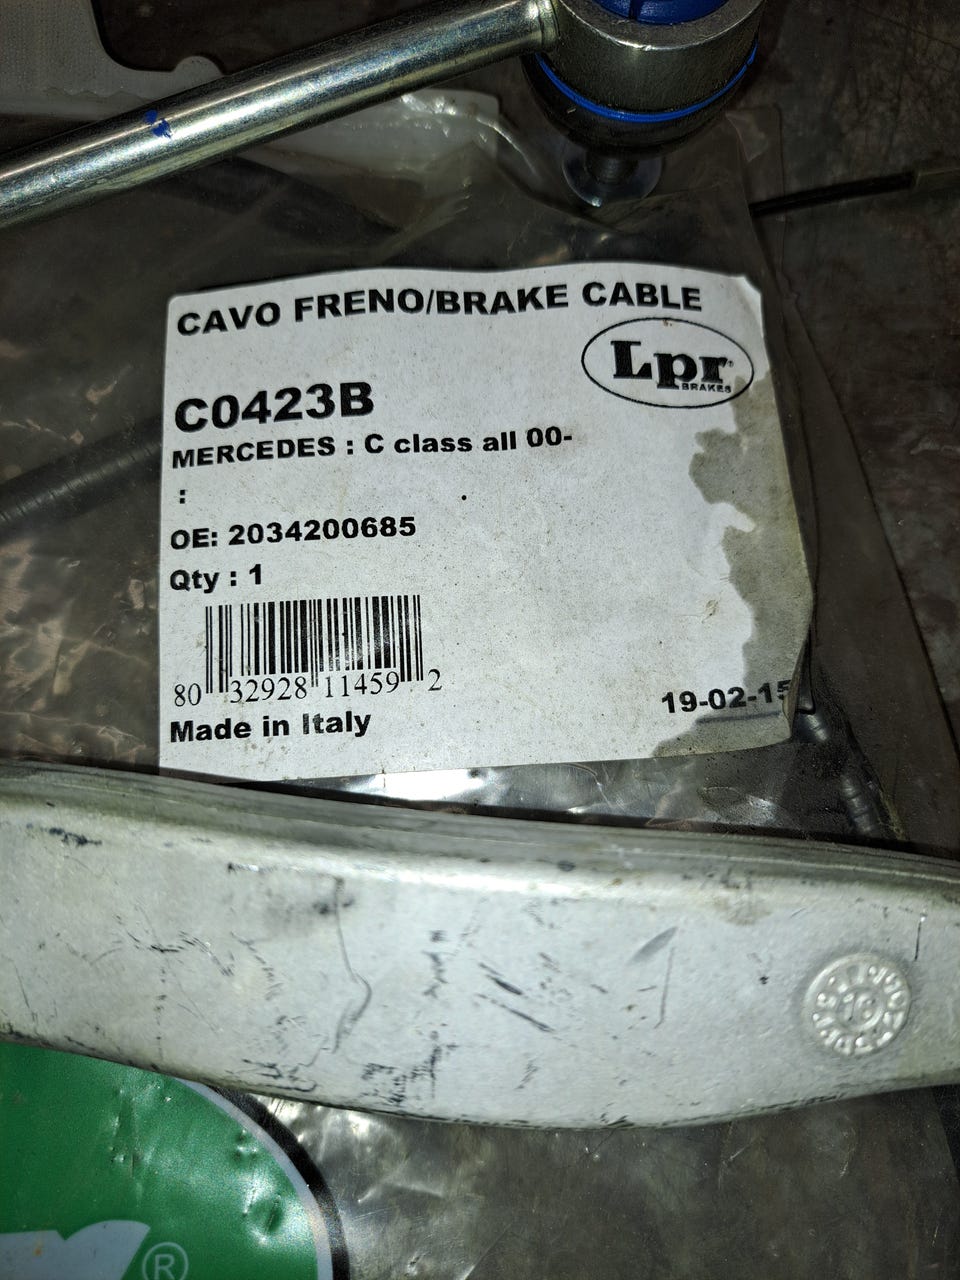 CAVO FRENO/BRAKE CABLE
Lpr
BRAKES
C0423B
MERCEDES : C class all 00-
:
OE: 2034200685
Qty : 1
80 32928 11459 2
19-02-15
Made in Italy
16
®